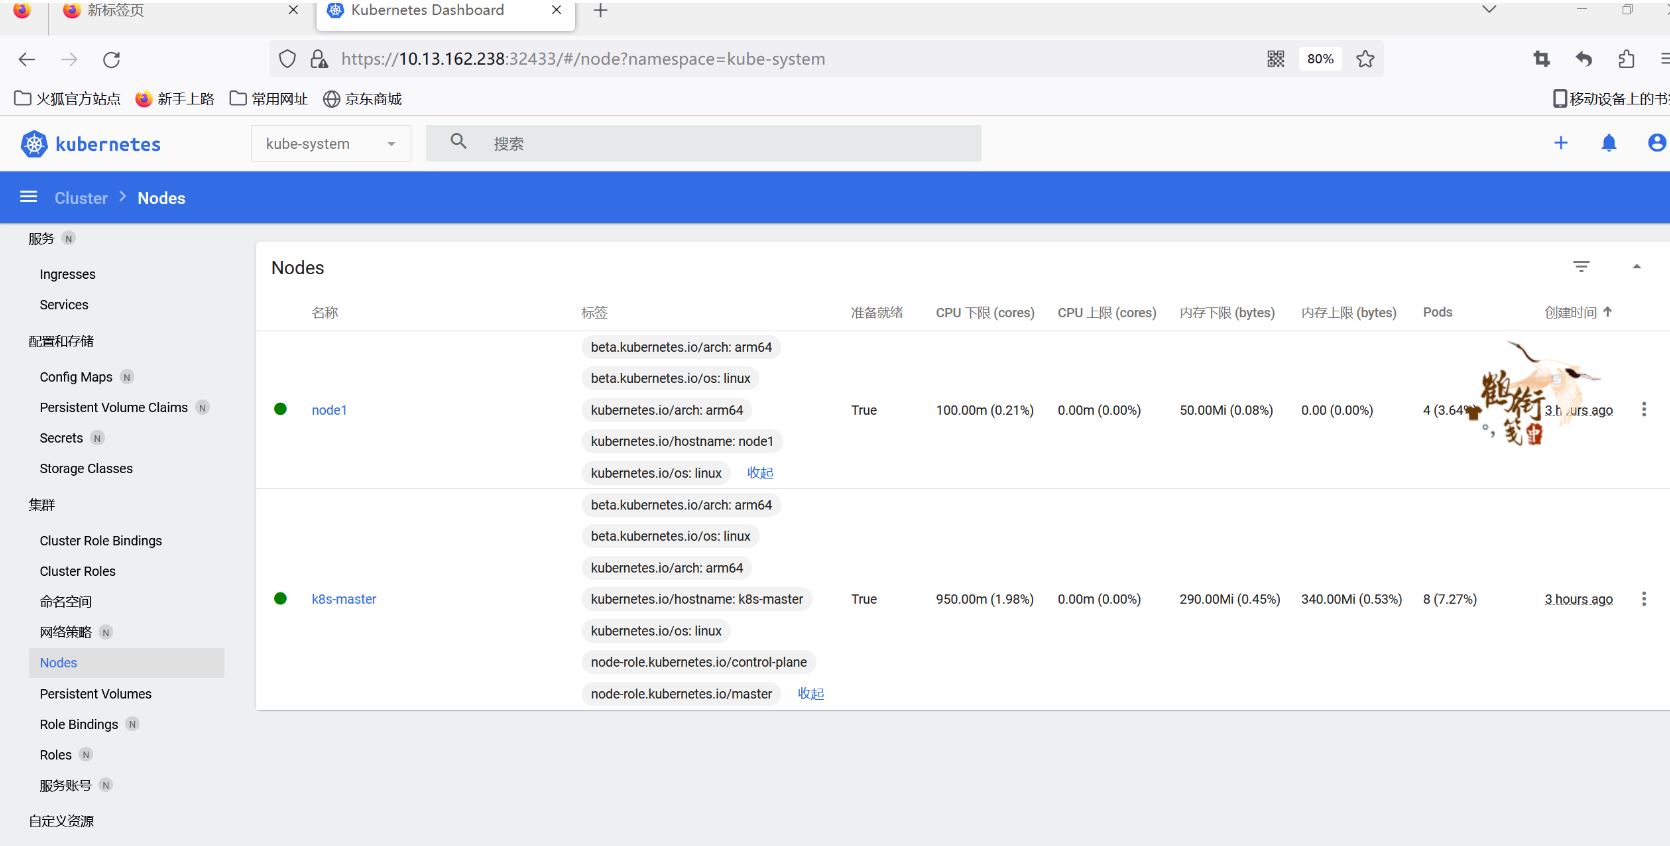 新标签页
Kubernetes Dashboard
https://10.13.162.238:32433/#/node?namespace=kube-system
80%
火狐官方站点 新手上路 常用网址 京东商城
移动设备上的书
kubernetes
kube-system
搜索
Cluster Nodes
服务 N
Ingresses
Services
配置和存储
Config Maps N
Persistent Volume Claims N
Secrets N
Storage Classes
集群
Cluster Role Bindings
Cluster Roles
命名空间
网络策略 N
Nodes
Persistent Volumes
Role Bindings N
Roles N
服务账号 N
自定义资源
Nodes
名称 标签 准备就绪 CPU 下限 (cores) CPU 上限 (cores) 内存下限 (bytes) 内存上限 (bytes) Pods 创建时间
beta.kubernetes.io/arch: arm64
beta.kubernetes.io/os: linux
node1 kubernetes.io/arch: arm64 True 100.00m (0.21%) 0.00m (0.00%) 50.00Mi (0.08%) 0.00 (0.00%) 4 (3.64%) 3 hours ago
kubernetes.io/hostname: node1
kubernetes.io/os: linux 收起
beta.kubernetes.io/arch: arm64
beta.kubernetes.io/os: linux
kubernetes.io/arch: arm64
k8s-master kubernetes.io/hostname: k8s-master True 950.00m (1.98%) 0.00m (0.00%) 290.00Mi (0.45%) 340.00Mi (0.53%) 8 (7.27%) 3 hours ago
kubernetes.io/os: linux
node-role.kubernetes.io/control-plane
node-role.kubernetes.io/master 收起
鹤衔笺
中